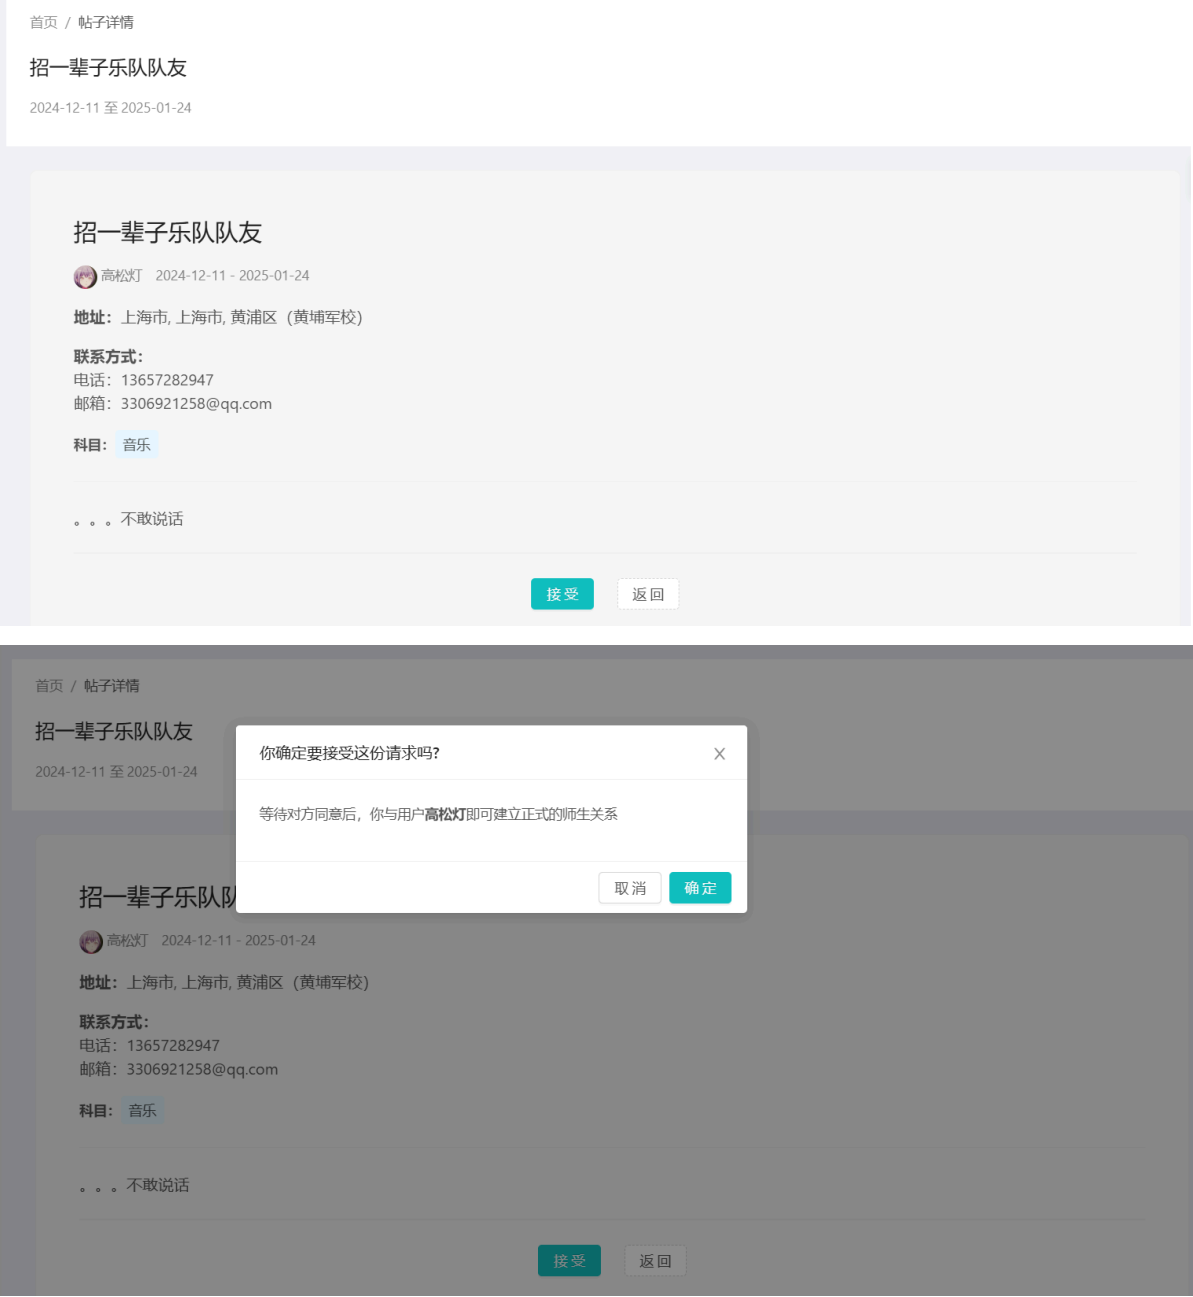 首页 / 帖子详情
招一辈子乐队队友
2024-12-11 至 2025-01-24
招一辈子乐队队友
高松灯 2024-12-11 - 2025-01-24
地址：上海市, 上海市, 黄浦区（黄埔军校）
联系方式：
电话：13657282947
邮箱：3306921258@qq.com
科目： 音乐
。。。不敢说话
接受 返回
首页 / 帖子详情
招一辈子乐队队友
2024-12-11 至 2025-01-24
你确定要接受这份请求吗?
等待对方同意后，你与用户高松灯即可建立正式的师生关系
取消 确定
招一辈子乐队队
高松灯 2024-12-11 - 2025-01-24
地址：上海市, 上海市, 黄浦区（黄埔军校）
联系方式：
电话：13657282947
邮箱：3306921258@qq.com
科目： 音乐
。。。不敢说话
接受 返回